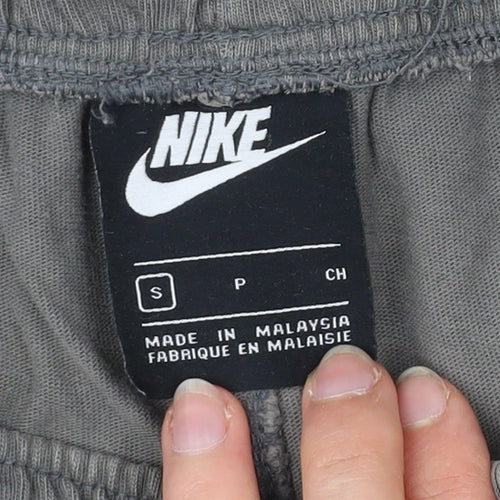 NIKE
S P CH
MADE IN MALAYSIA
FABRIQUE EN MALAISIE